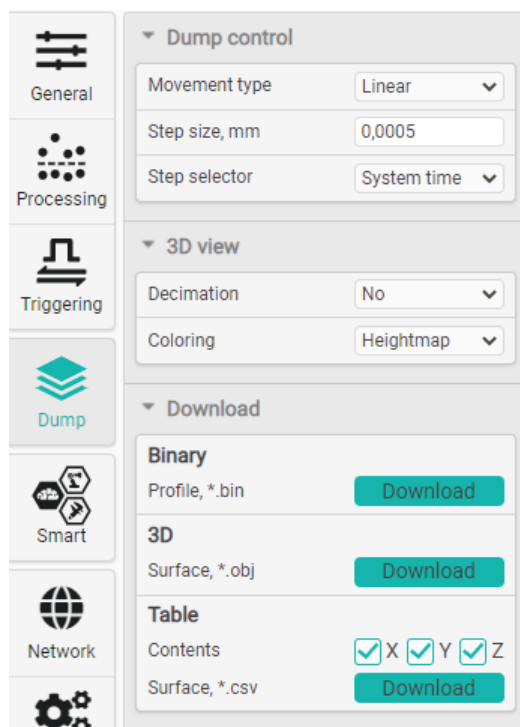 General
Processing
Triggering
Dump
Smart
Network
Dump control
Movement type Linear
Step size, mm 0,0005
Step selector System time
3D view
Decimation No
Coloring Heightmap
Download
Binary
Profile, *.bin Download
3D
Surface, *.obj Download
Table
Contents X Y Z
Surface, *.csv Download